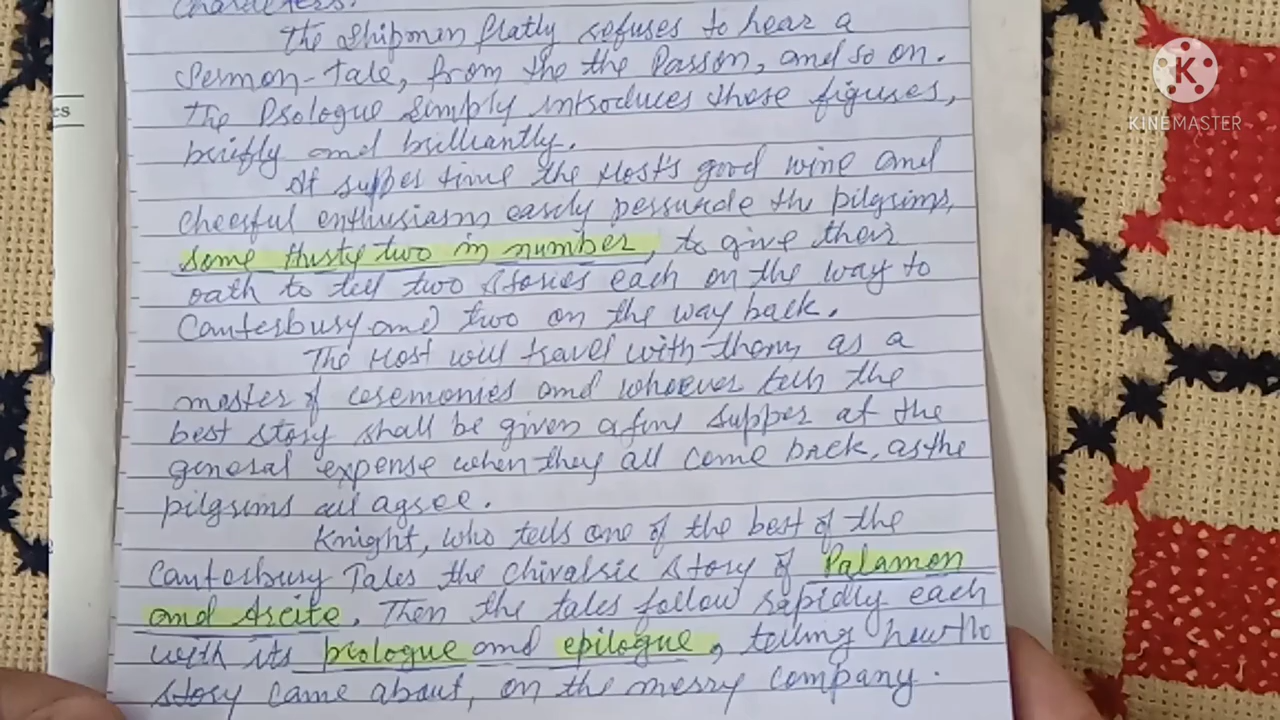 characters.
The Shipmen flatly refuses to hear a
Sermon-Tale, from the the Parson, and so on.
The Prologue simply introduces these figures,
briefly and brilliantly.
At supper time the Host's good wine and
cheerful enthusiasm easily persuade the pilgrims,
some thirty two in number, to give their
oath to tell two stories each on the way to
Canterbury and two on the way back.
The Host will travel with them, as a
master of ceremonies and whoever tells the
best story shall be given a fine supper at the
general expense when they all come back, as the
pilgrims all agree.
Knight, who tells one of the best of the
Canterbury Tales the chivalric story of Palamon
and Arcite. Then the tales follow rapidly each
with its prologue and epilogue, telling how the
story came about, on the merry company.
es
K
KINEMASTER